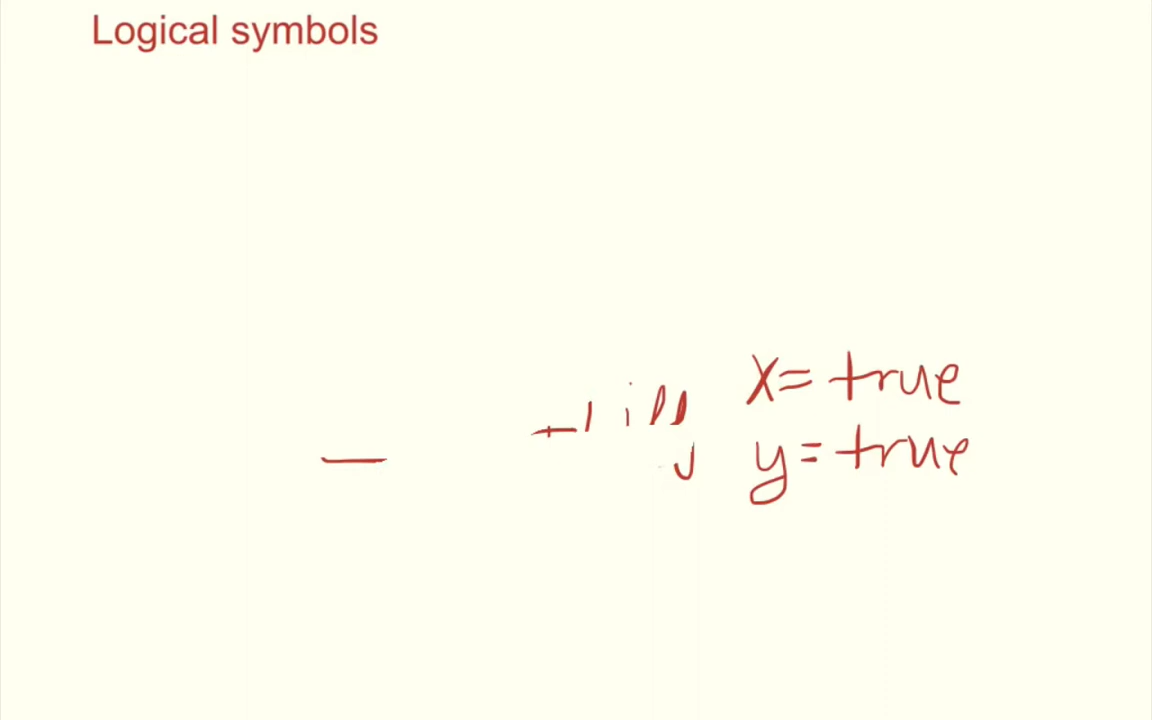 Logical symbols
x= true
y= true